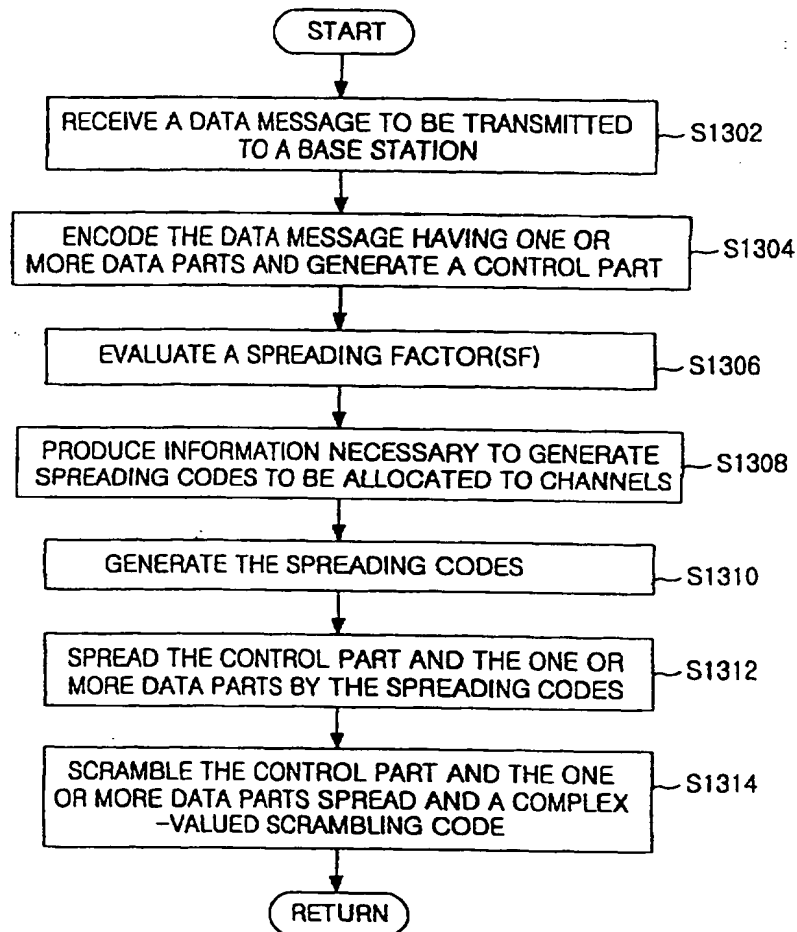 START
RECEIVE A DATA MESSAGE TO BE TRANSMITTED
TO A BASE STATION
S1302
ENCODE THE DATA MESSAGE HAVING ONE OR
MORE DATA PARTS AND GENERATE A CONTROL PART
S1304
EVALUATE A SPREADING FACTOR(SF)
S1306
PRODUCE INFORMATION NECESSARY TO GENERATE
SPREADING CODES TO BE ALLOCATED TO CHANNELS
S1308
GENERATE THE SPREADING CODES
S1310
SPREAD THE CONTROL PART AND THE ONE OR
MORE DATA PARTS BY THE SPREADING CODES
S1312
SCRAMBLE THE CONTROL PART AND THE ONE
OR MORE DATA PARTS SPREAD AND A COMPLEX
-VALUED SCRAMBLING CODE
S1314
RETURN